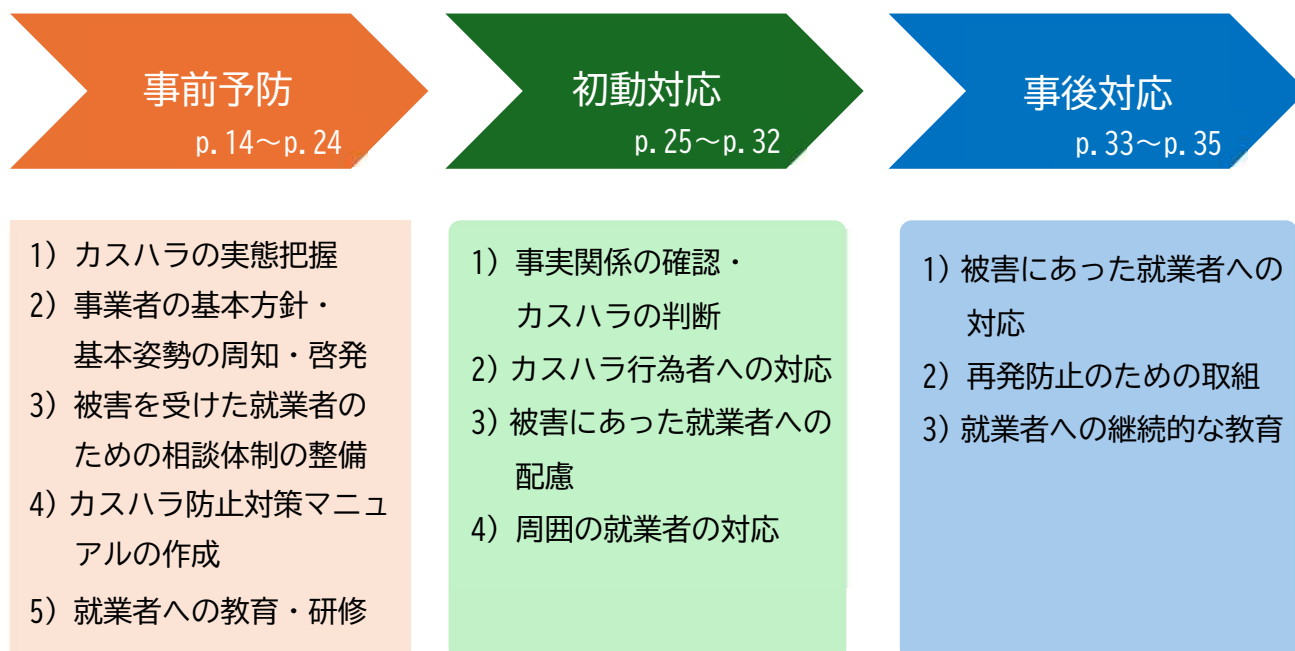 事前予防
p.14～p.24
1) カスハラの実態把握
2) 事業者の基本方針・
基本姿勢の周知・啓発
3) 被害を受けた就業者の
ための相談体制の整備
4) カスハラ防止対策マニュ
アルの作成
5) 就業者への教育・研修
初動対応
p.25～p.32
1) 事実関係の確認・
カスハラの判断
2) カスハラ行為者への対応
3) 被害にあった就業者への
配慮
4) 周囲の就業者の対応
事後対応
p.33～p.35
1) 被害にあった就業者への
対応
2) 再発防止のための取組
3) 就業者への継続的な教育